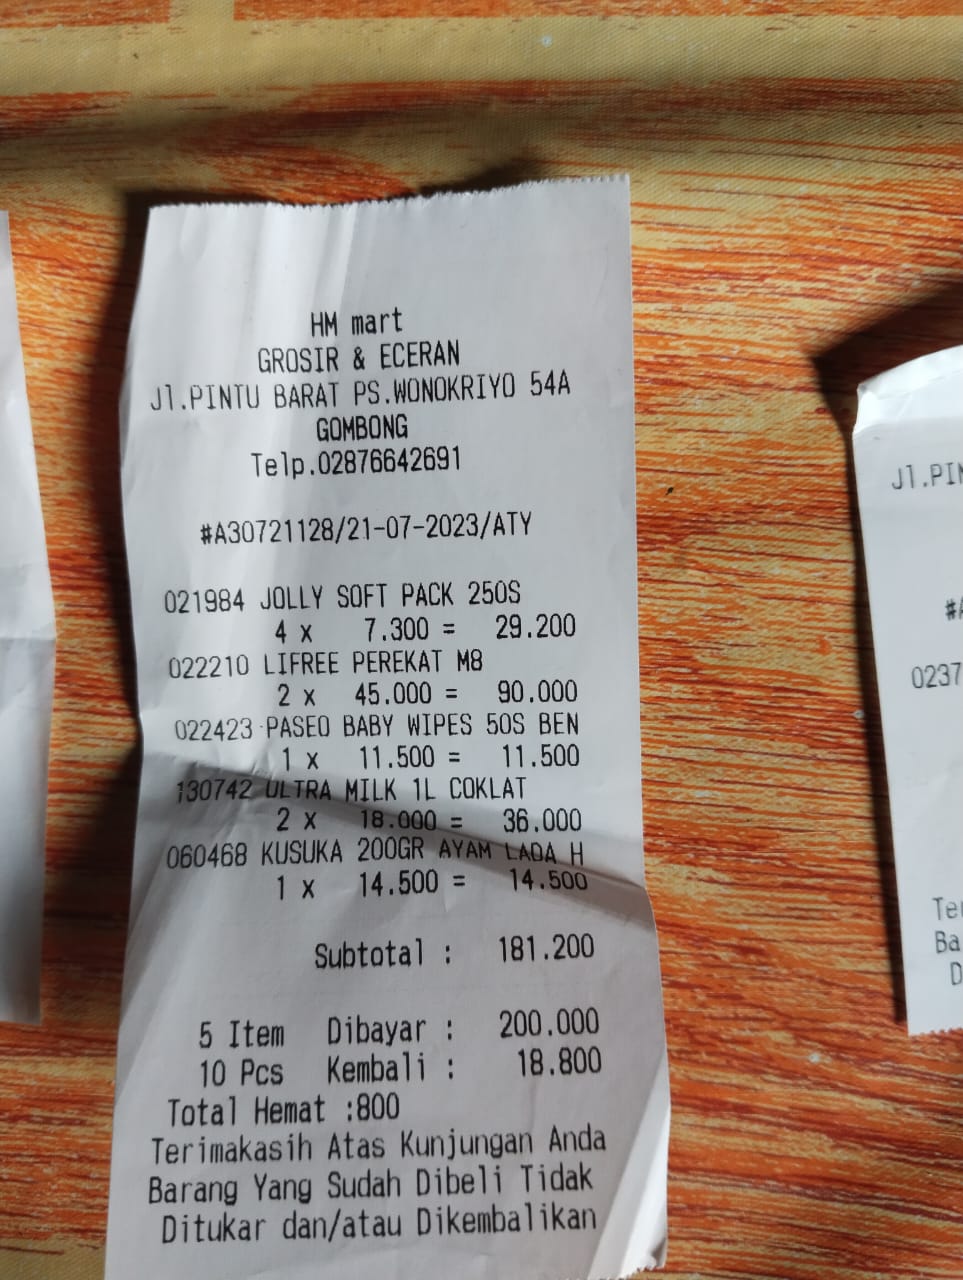 HM mart
GROSIR & ECERAN
Jl.PINTU BARAT PS.WONOKRIYO 54A
GOMBONG
Telp.02876642691
#A30721128/21-07-2023/ATY
021984 JOLLY SOFT PACK 250S
4 x 7.300 = 29.200
022210 LIFREE PEREKAT M8
2 x 45.000 = 90.000
022423 PASEO BABY WIPES 50S BEN
1 x 11.500 = 11.500
130742 ULTRA MILK 1L COKLAT
2 x 18.000 = 36.000
060468 KUSUKA 200GR AYAM LADA H
1 x 14.500 = 14.500
Subtotal : 181.200
5 Item Dibayar : 200.000
10 Pcs Kembali : 18.800
Total Hemat :800
Terimakasih Atas Kunjungan Anda
Barang Yang Sudah Dibeli Tidak
Ditukar dan/atau Dikembalikan
Jl.PIN
#A
0237
Ter
Ba
D